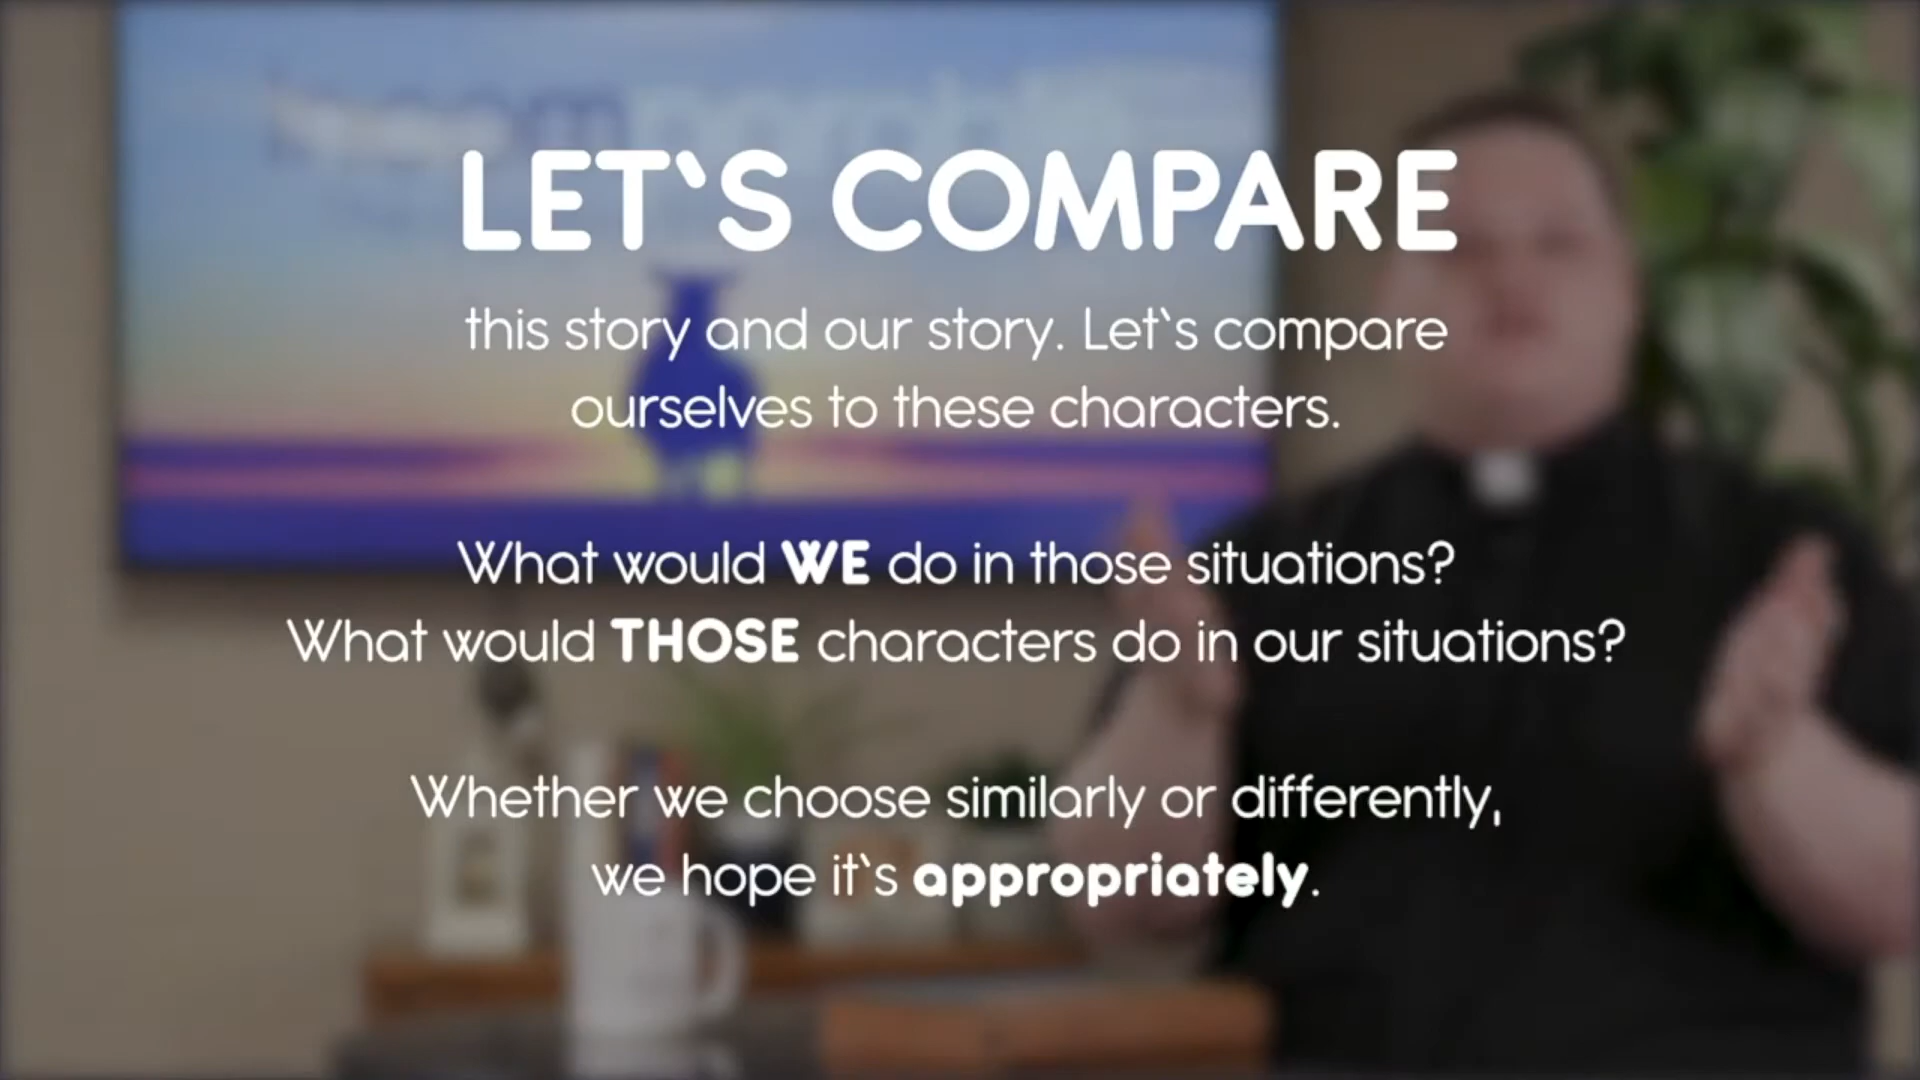 LET`S COMPARE
this story and our story. Let`s compare
ourselves to these characters.
What would WE do in those situations?
What would THOSE characters do in our situations?
Whether we choose similarly or differently,
we hope it`s appropriately.